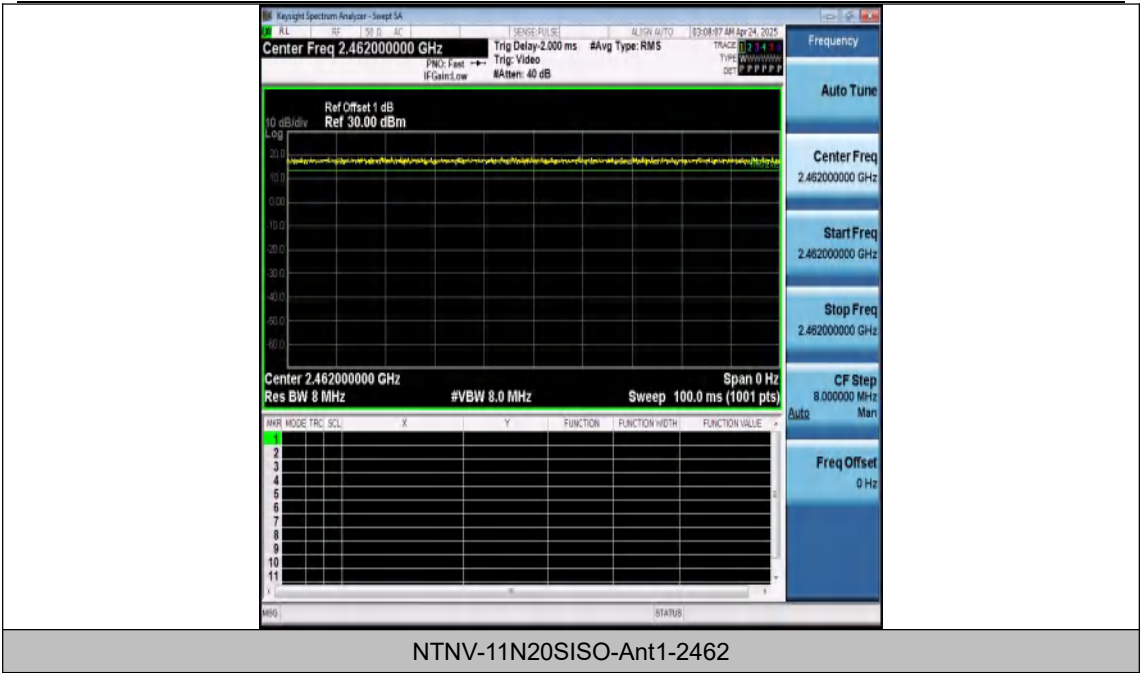 Keysight Spectrum Analyzer - Swept SA
RL RF 50 Ω AC SENSE:PULSE ALIGN AUTO 03:08:07 AM Apr 24, 2025
Center Freq 2.462000000 GHz
PNO: Fast
IFGain:Low
Trig Delay-2.000 ms
Trig: Video
#Atten: 40 dB
#Avg Type: RMS
TRACE 1 2 3 4 5 6
TYPE
DET P P P P P P
Ref Offset 1 dB
10 dB/div Ref 30.00 dBm
Log
20.0
10.0
0.00
-10.0
-20.0
-30.0
-40.0
-50.0
-60.0
Center 2.462000000 GHz Span 0 Hz
Res BW 8 MHz #VBW 8.0 MHz Sweep 100.0 ms (1001 pts)
MKR MODE TRC SCL X Y FUNCTION FUNCTION WIDTH FUNCTION VALUE
1
2
3
4
5
6
7
8
9
10
11
MSG STATUS
Frequency
Auto Tune
Center Freq
2.462000000 GHz
Start Freq
2.462000000 GHz
Stop Freq
2.462000000 GHz
CF Step
8.000000 MHz
Auto Man
Freq Offset
0 Hz
NTNV-11N20SISO-Ant1-2462